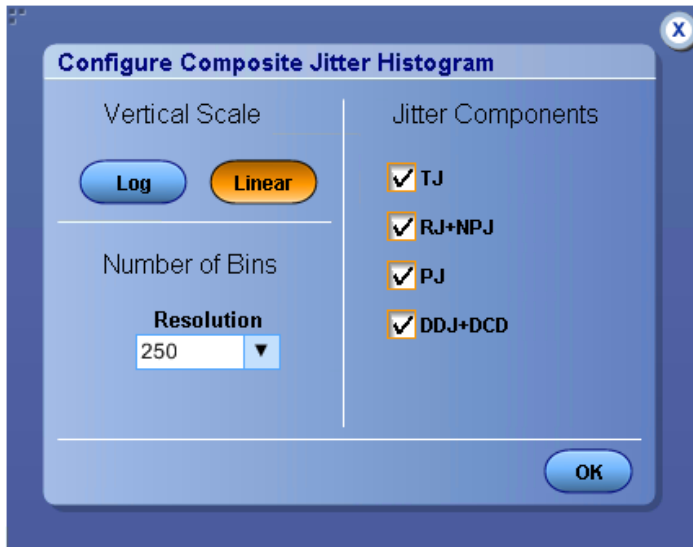 X
Configure Composite Jitter Histogram
Vertical Scale
Log
Linear
Number of Bins
Resolution
250
Jitter Components
TJ
RJ+NPJ
PJ
DDJ+DCD
OK